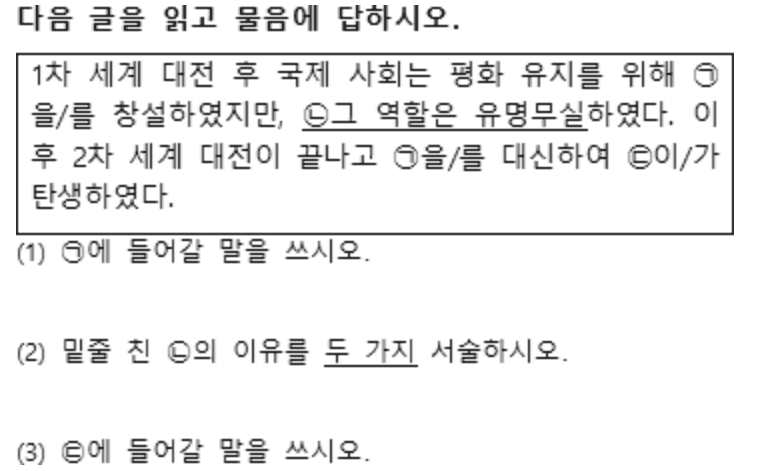 다음 글을 읽고 물음에 답하시오.
1차 세계 대전 후 국제 사회는 평화 유지를 위해 ㉠
을/를 창설하였지만, ㉡그 역할은 유명무실하였다. 이
후 2차 세계 대전이 끝나고 ㉠을/를 대신하여 ㉢이/가
탄생하였다.
(1) ㉠에 들어갈 말을 쓰시오.
(2) 밑줄 친 ㉡의 이유를 두 가지 서술하시오.
(3) ㉢에 들어갈 말을 쓰시오.